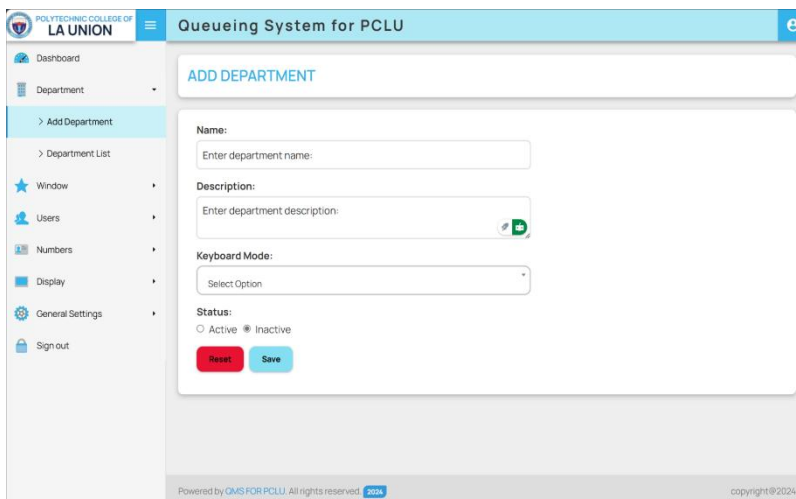 POLYTECHNIC COLLEGE OF
LA UNION
Queueing System for PCLU
Dashboard
Department
> Add Department
> Department List
Window
Users
Numbers
Display
General Settings
Sign out
ADD DEPARTMENT
Name:
Enter department name:
Description:
Enter department description:
Keyboard Mode:
Select Option
Status:
Active Inactive
Reset Save
Powered by QMS FOR PCLU. All rights reserved. 2024
copyright@2024